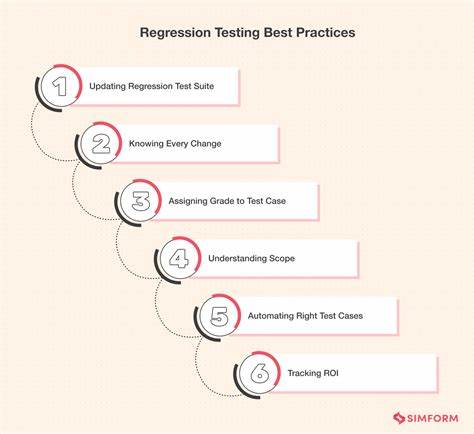 Regression Testing Best Practices
1 Updating Regression Test Suite
2 Knowing Every Change
3 Assigning Grade to Test Case
4 Understanding Scope
5 Automating Right Test Cases
6 Tracking ROI
SIMFORM